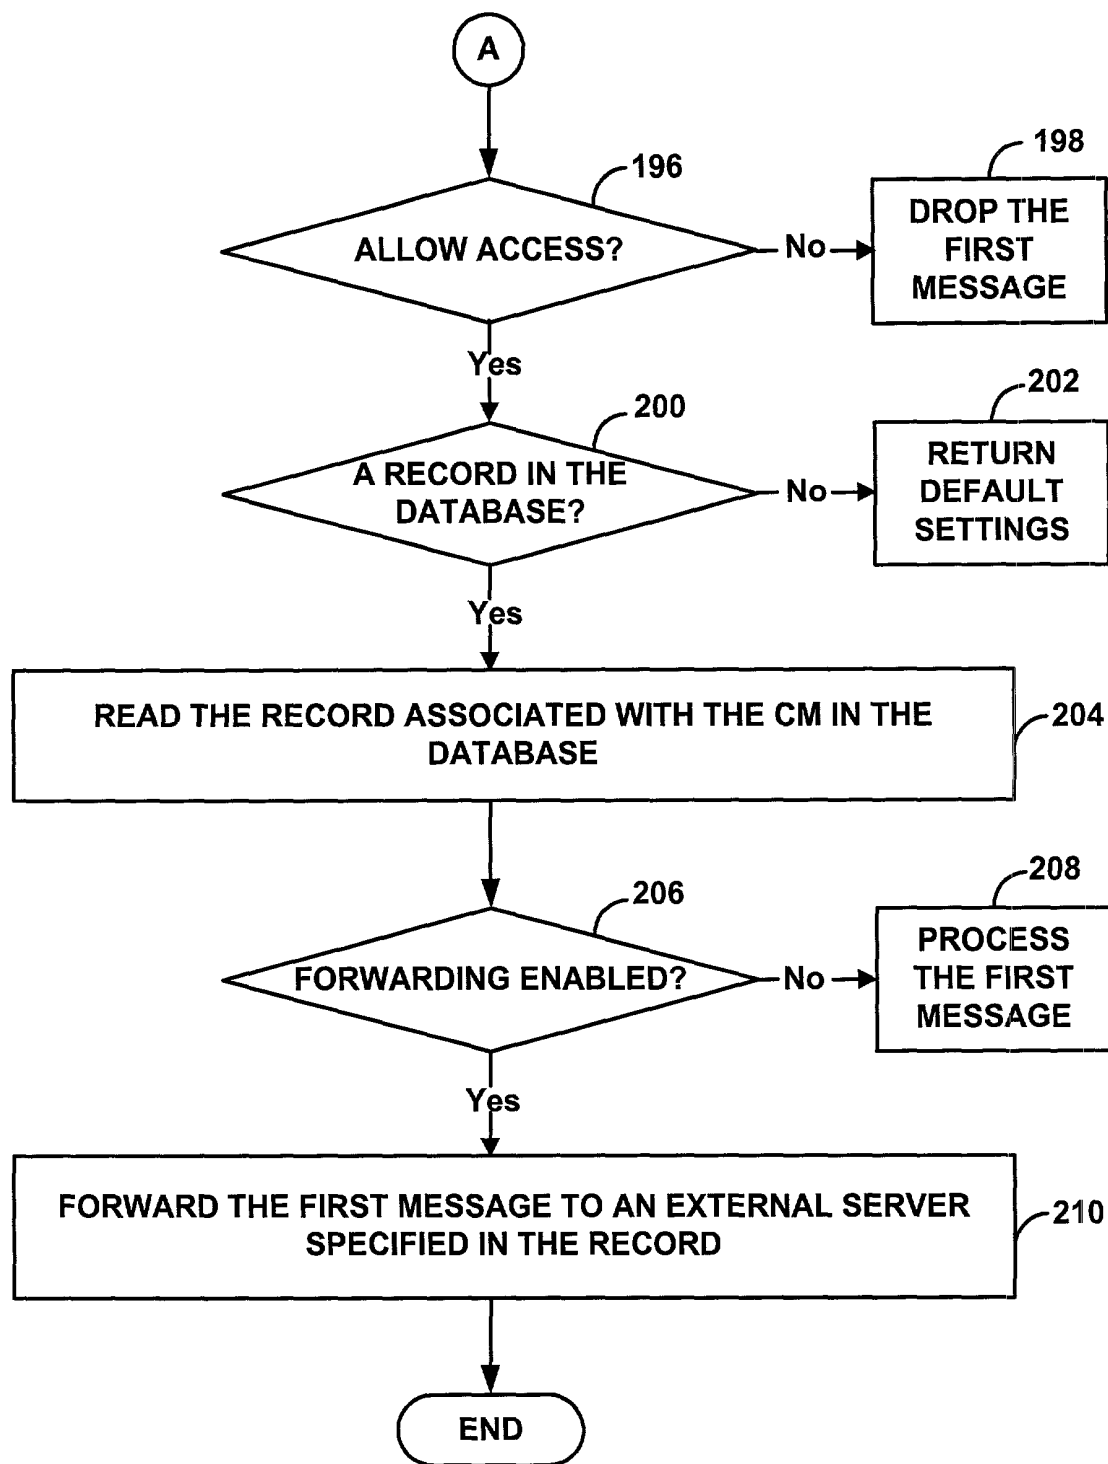 A
196
ALLOW ACCESS?
No
198
DROP THE
FIRST
MESSAGE
Yes
200
A RECORD IN THE
DATABASE?
No
202
RETURN
DEFAULT
SETTINGS
Yes
READ THE RECORD ASSOCIATED WITH THE CM IN THE
DATABASE
204
206
FORWARDING ENABLED?
No
208
PROCESS
THE FIRST
MESSAGE
Yes
FORWARD THE FIRST MESSAGE TO AN EXTERNAL SERVER
SPECIFIED IN THE RECORD
210
END